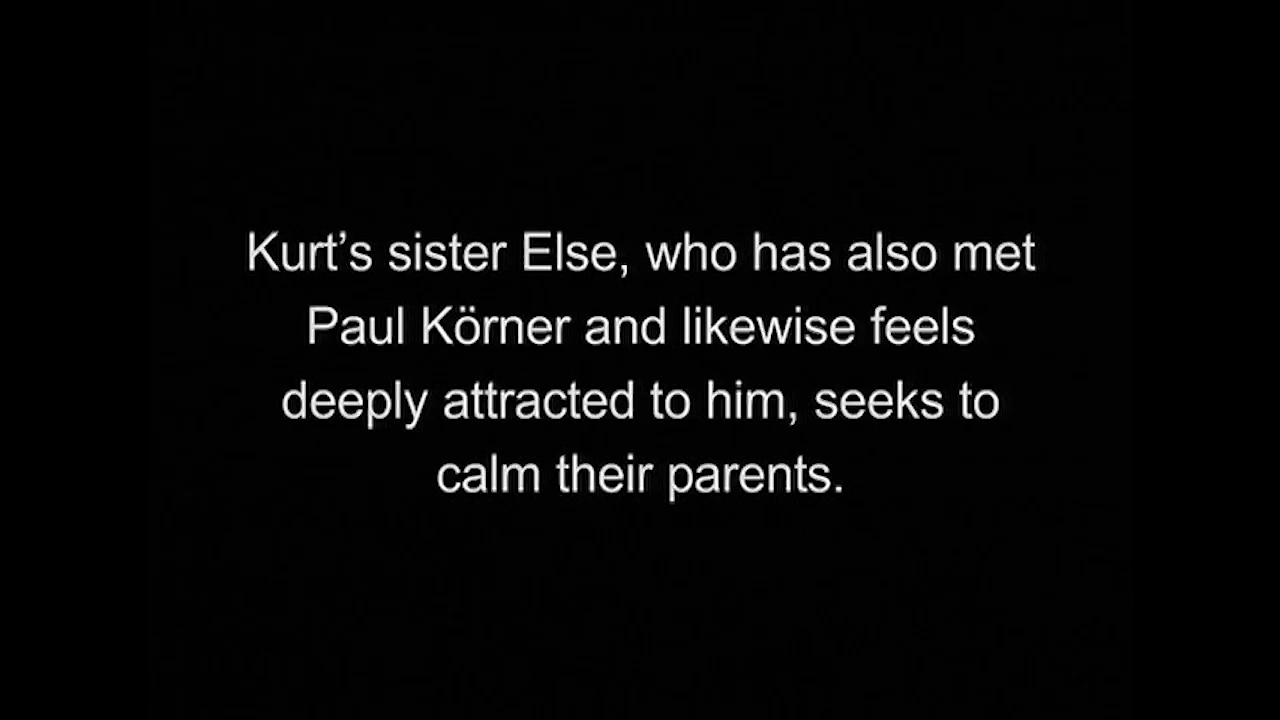 Kurt’s sister Else, who has also met
Paul Körner and likewise feels
deeply attracted to him, seeks to
calm their parents.